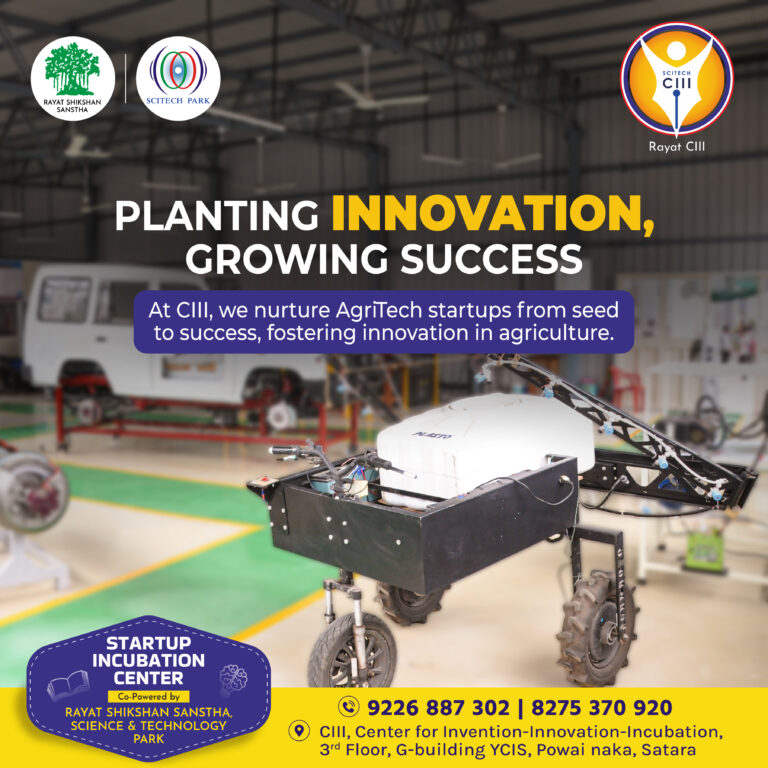 RAYAT SHIKSHAN
SANSTHA
SCITECH PARK
SCITECH
CIII
Rayat CIII
PLANTING INNOVATION,
GROWING SUCCESS
At CIII, we nurture AgriTech startups from seed
to success, fostering innovation in agriculture.
PLASTO
STARTUP
INCUBATION
CENTER
Co-Powered by
RAYAT SHIKSHAN SANSTHA,
SCIENCE & TECHNOLOGY
PARK
9226 887 302 | 8275 370 920
CIII, Center for Invention-Innovation-Incubation,
3rd Floor, G-building YCIS, Powai naka, Satara